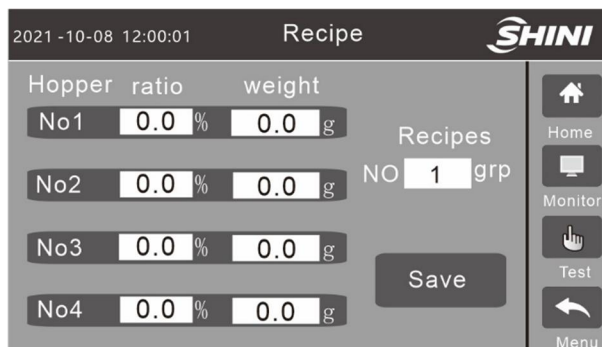 2021 -10-08 12:00:01 Recipe SHINI
Hopper ratio weight
No1 0.0 % 0.0 g
No2 0.0 % 0.0 g
No3 0.0 % 0.0 g
No4 0.0 % 0.0 g
Recipes
NO 1 grp
Save
Home
Monitor
Test
Menu